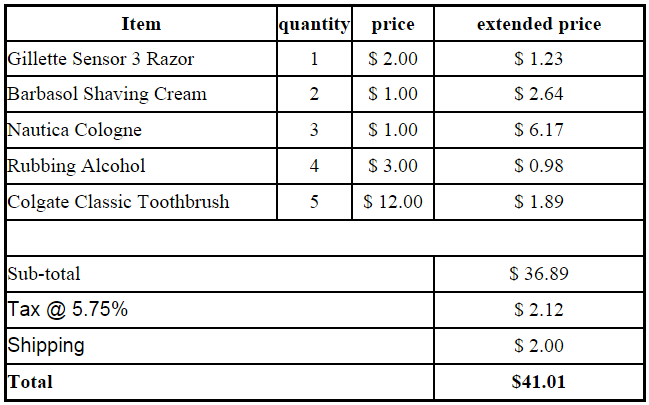 Item quantity price extended price
Gillette Sensor 3 Razor 1 $ 2.00 $ 1.23
Barbasol Shaving Cream 2 $ 1.00 $ 2.64
Nautica Cologne 3 $ 1.00 $ 6.17
Rubbing Alcohol 4 $ 3.00 $ 0.98
Colgate Classic Toothbrush 5 $ 12.00 $ 1.89
Sub-total $ 36.89
Tax @ 5.75% $ 2.12
Shipping $ 2.00
Total $41.01